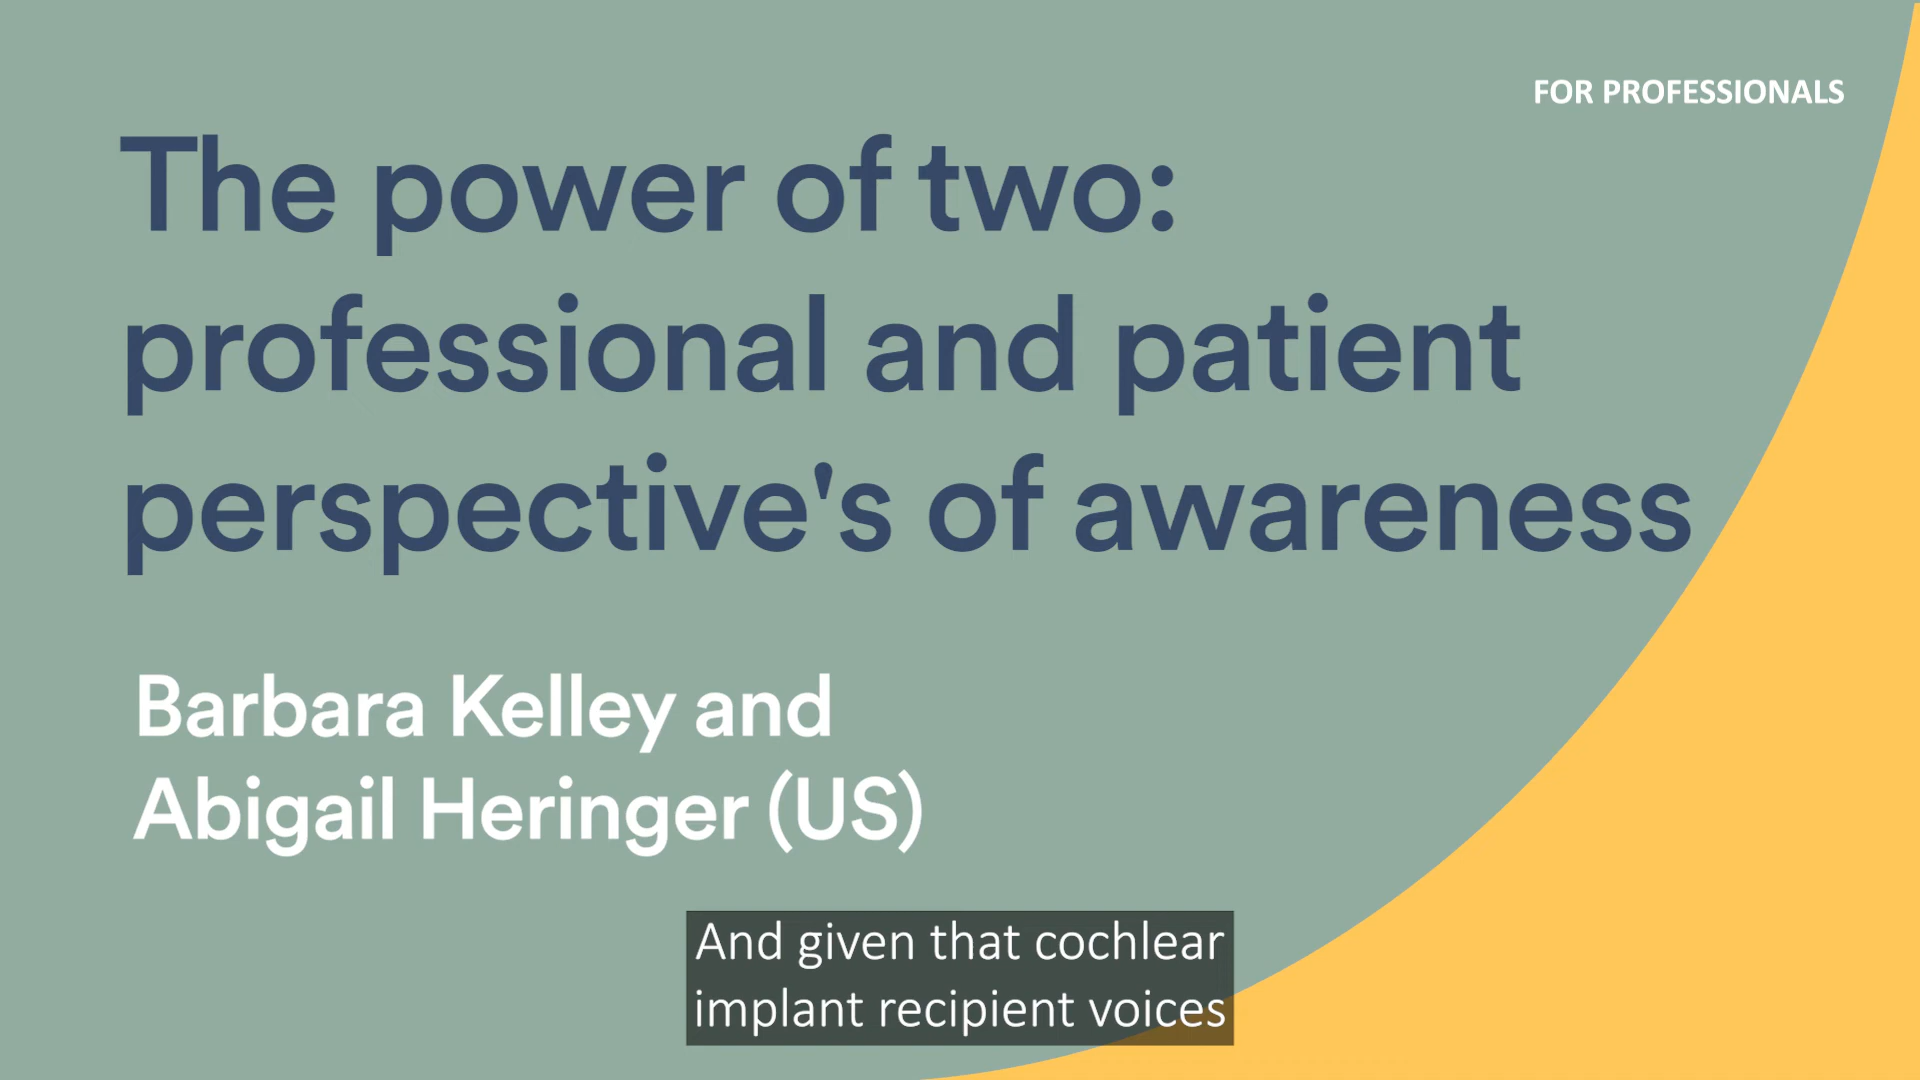 FOR PROFESSIONALS
The power of two:
professional and patient
perspective's of awareness
Barbara Kelley and
Abigail Heringer (US)
And given that cochlear
implant recipient voices